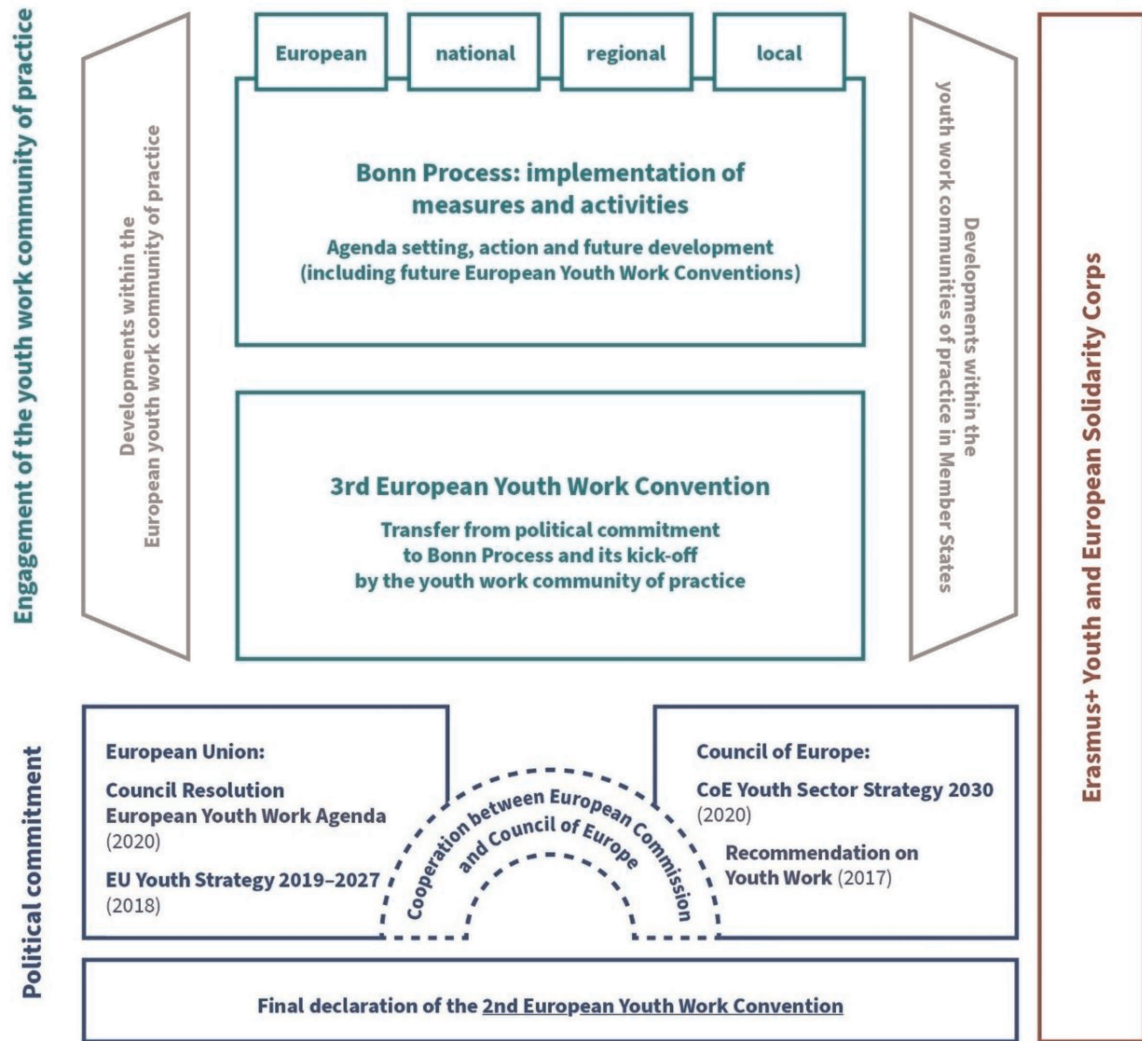 Engagement of the youth work community of practice
Developments within the
European youth work community of practice
European
national
regional
local
Bonn Process: implementation of
measures and activities
Agenda setting, action and future development
(including future European Youth Work Conventions)
3rd European Youth Work Convention
Transfer from political commitment
to Bonn Process and its kick-off
by the youth work community of practice
Developments within the
youth work communities of practice in Member States
Erasmus+ Youth and European Solidarity Corps
Political commitment
European Union:
Council Resolution
European Youth Work Agenda
(2020)
EU Youth Strategy 2019–2027
(2018)
Cooperation between European Commission
and Council of Europe
Council of Europe:
CoE Youth Sector Strategy 2030
(2020)
Recommendation on
Youth Work (2017)
Final declaration of the 2nd European Youth Work Convention